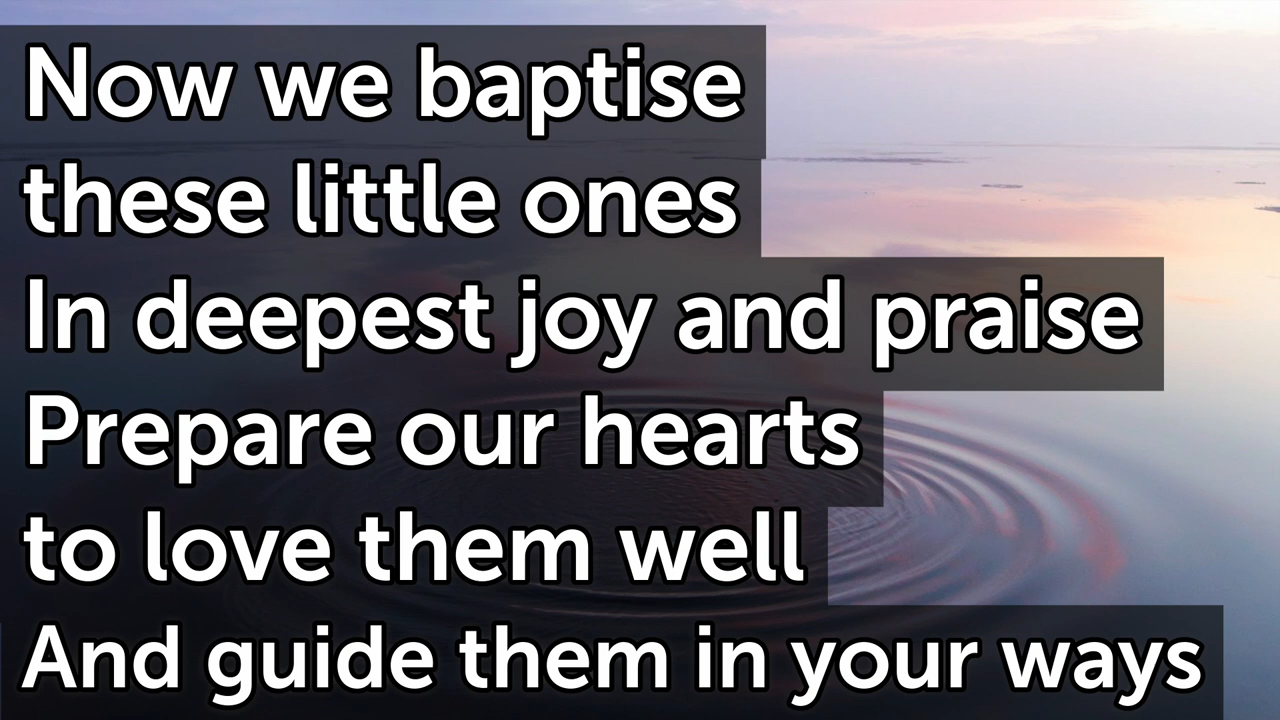 Now we baptise
these little ones
In deepest joy and praise
Prepare our hearts
to love them well
And guide them in your ways